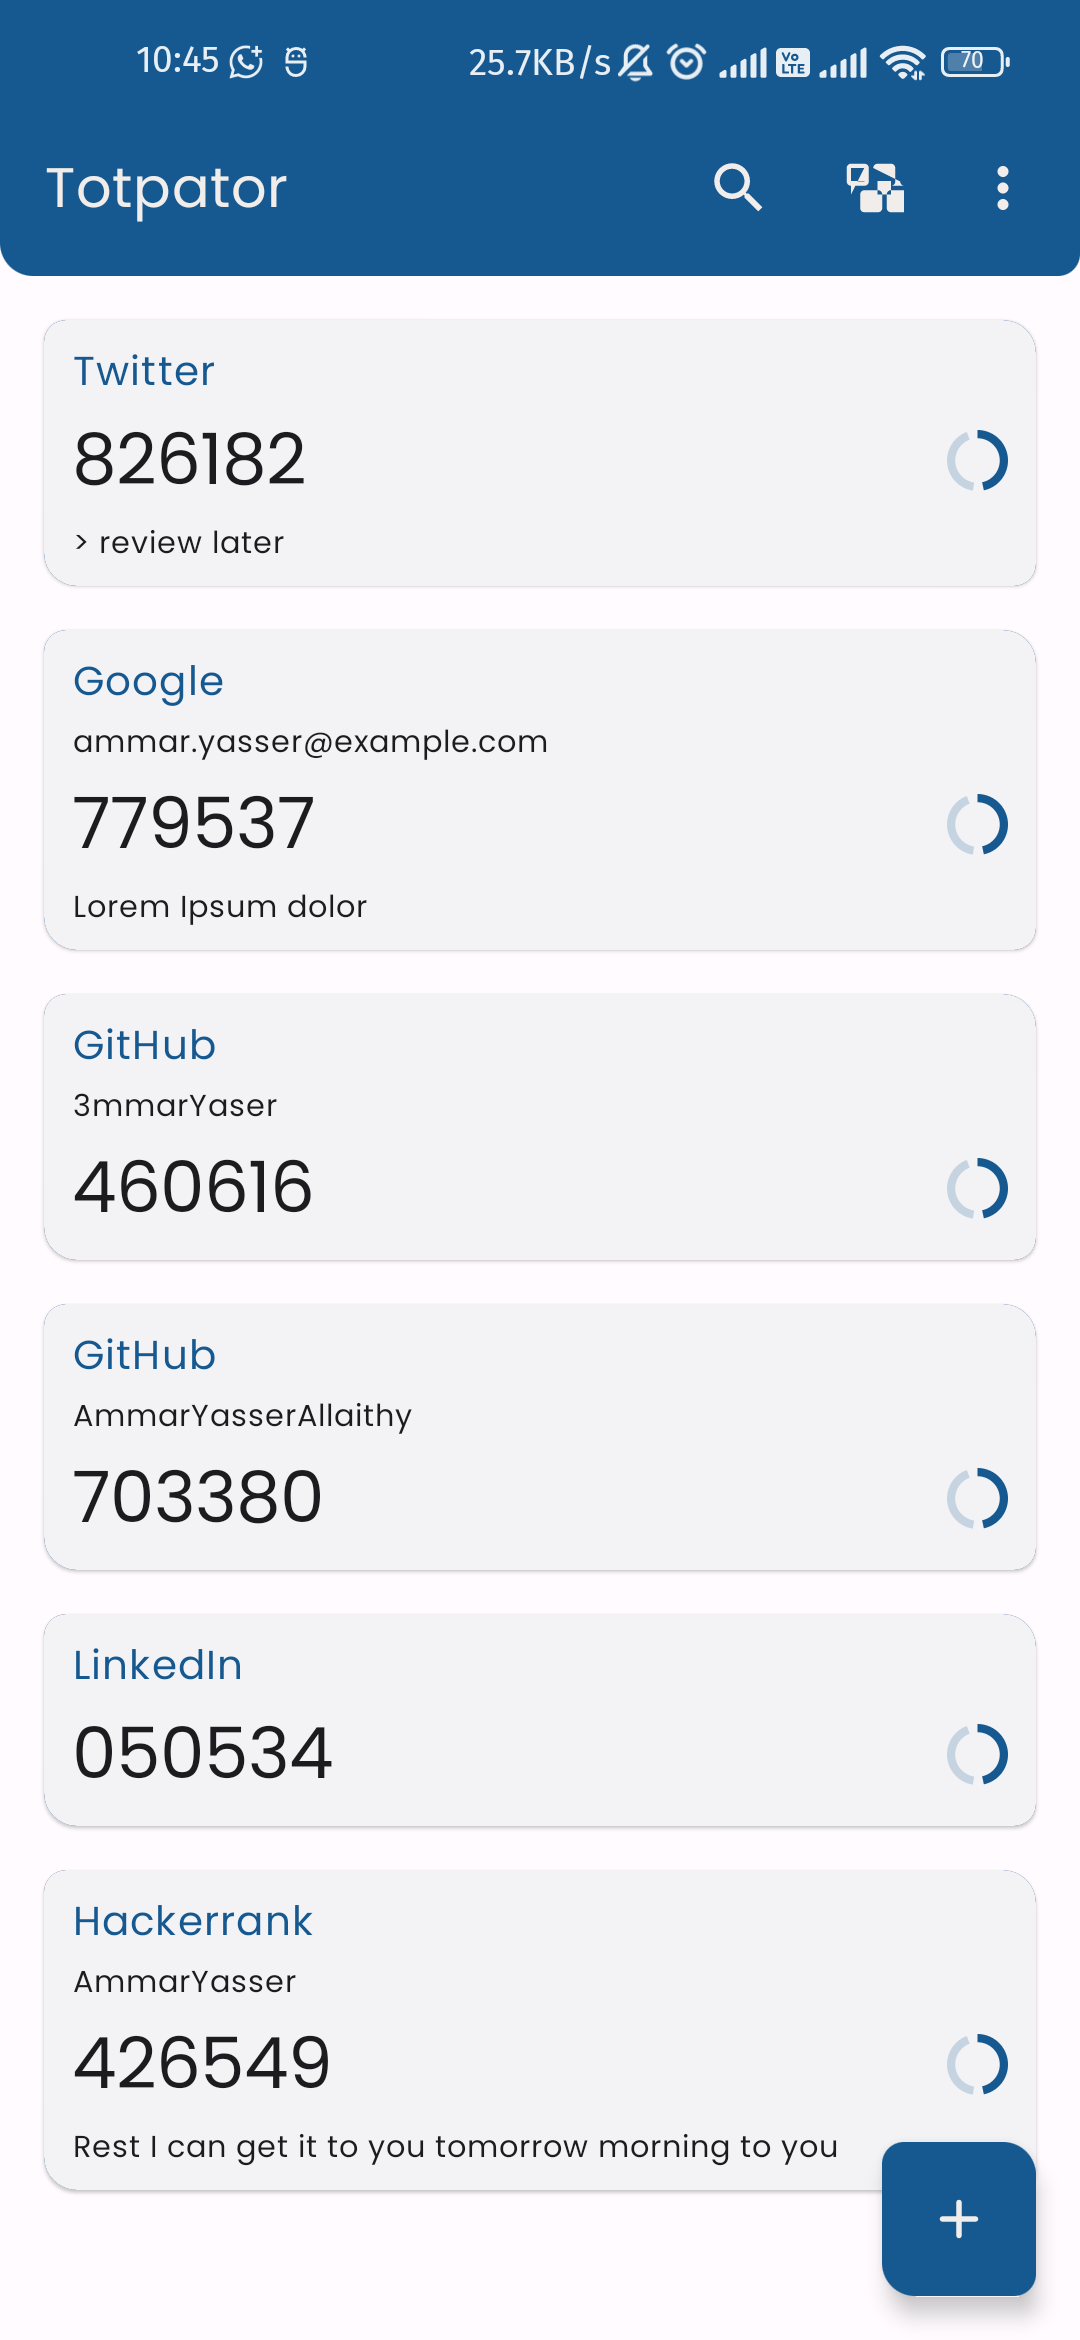 10:45 25.7KB/s Vo LTE 70
Totpator
Twitter
826182
> review later
Google
ammar.yasser@example.com
779537
Lorem Ipsum dolor
GitHub
3mmarYaser
460616
GitHub
AmmarYasserAllaithy
703380
LinkedIn
050534
Hackerrank
AmmarYasser
426549
Rest I can get it to you tomorrow morning to you